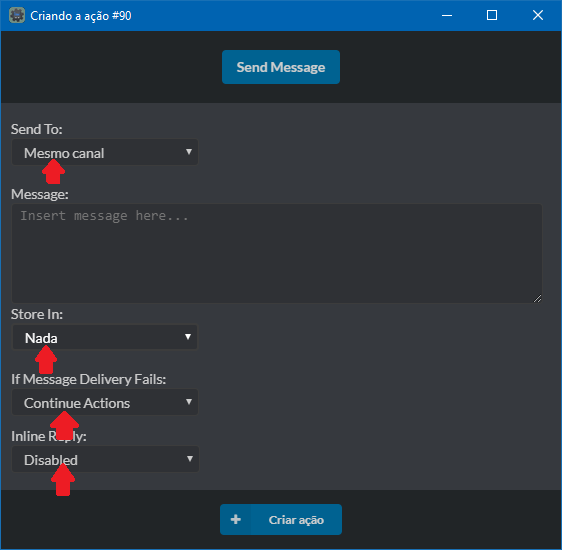 Criando a ação #90
Send Message
Send To:
Mesmo canal
Message:
Insert message here...
Store In:
Nada
If Message Delivery Fails:
Continue Actions
Inline Reply:
Disabled
+ Criar ação